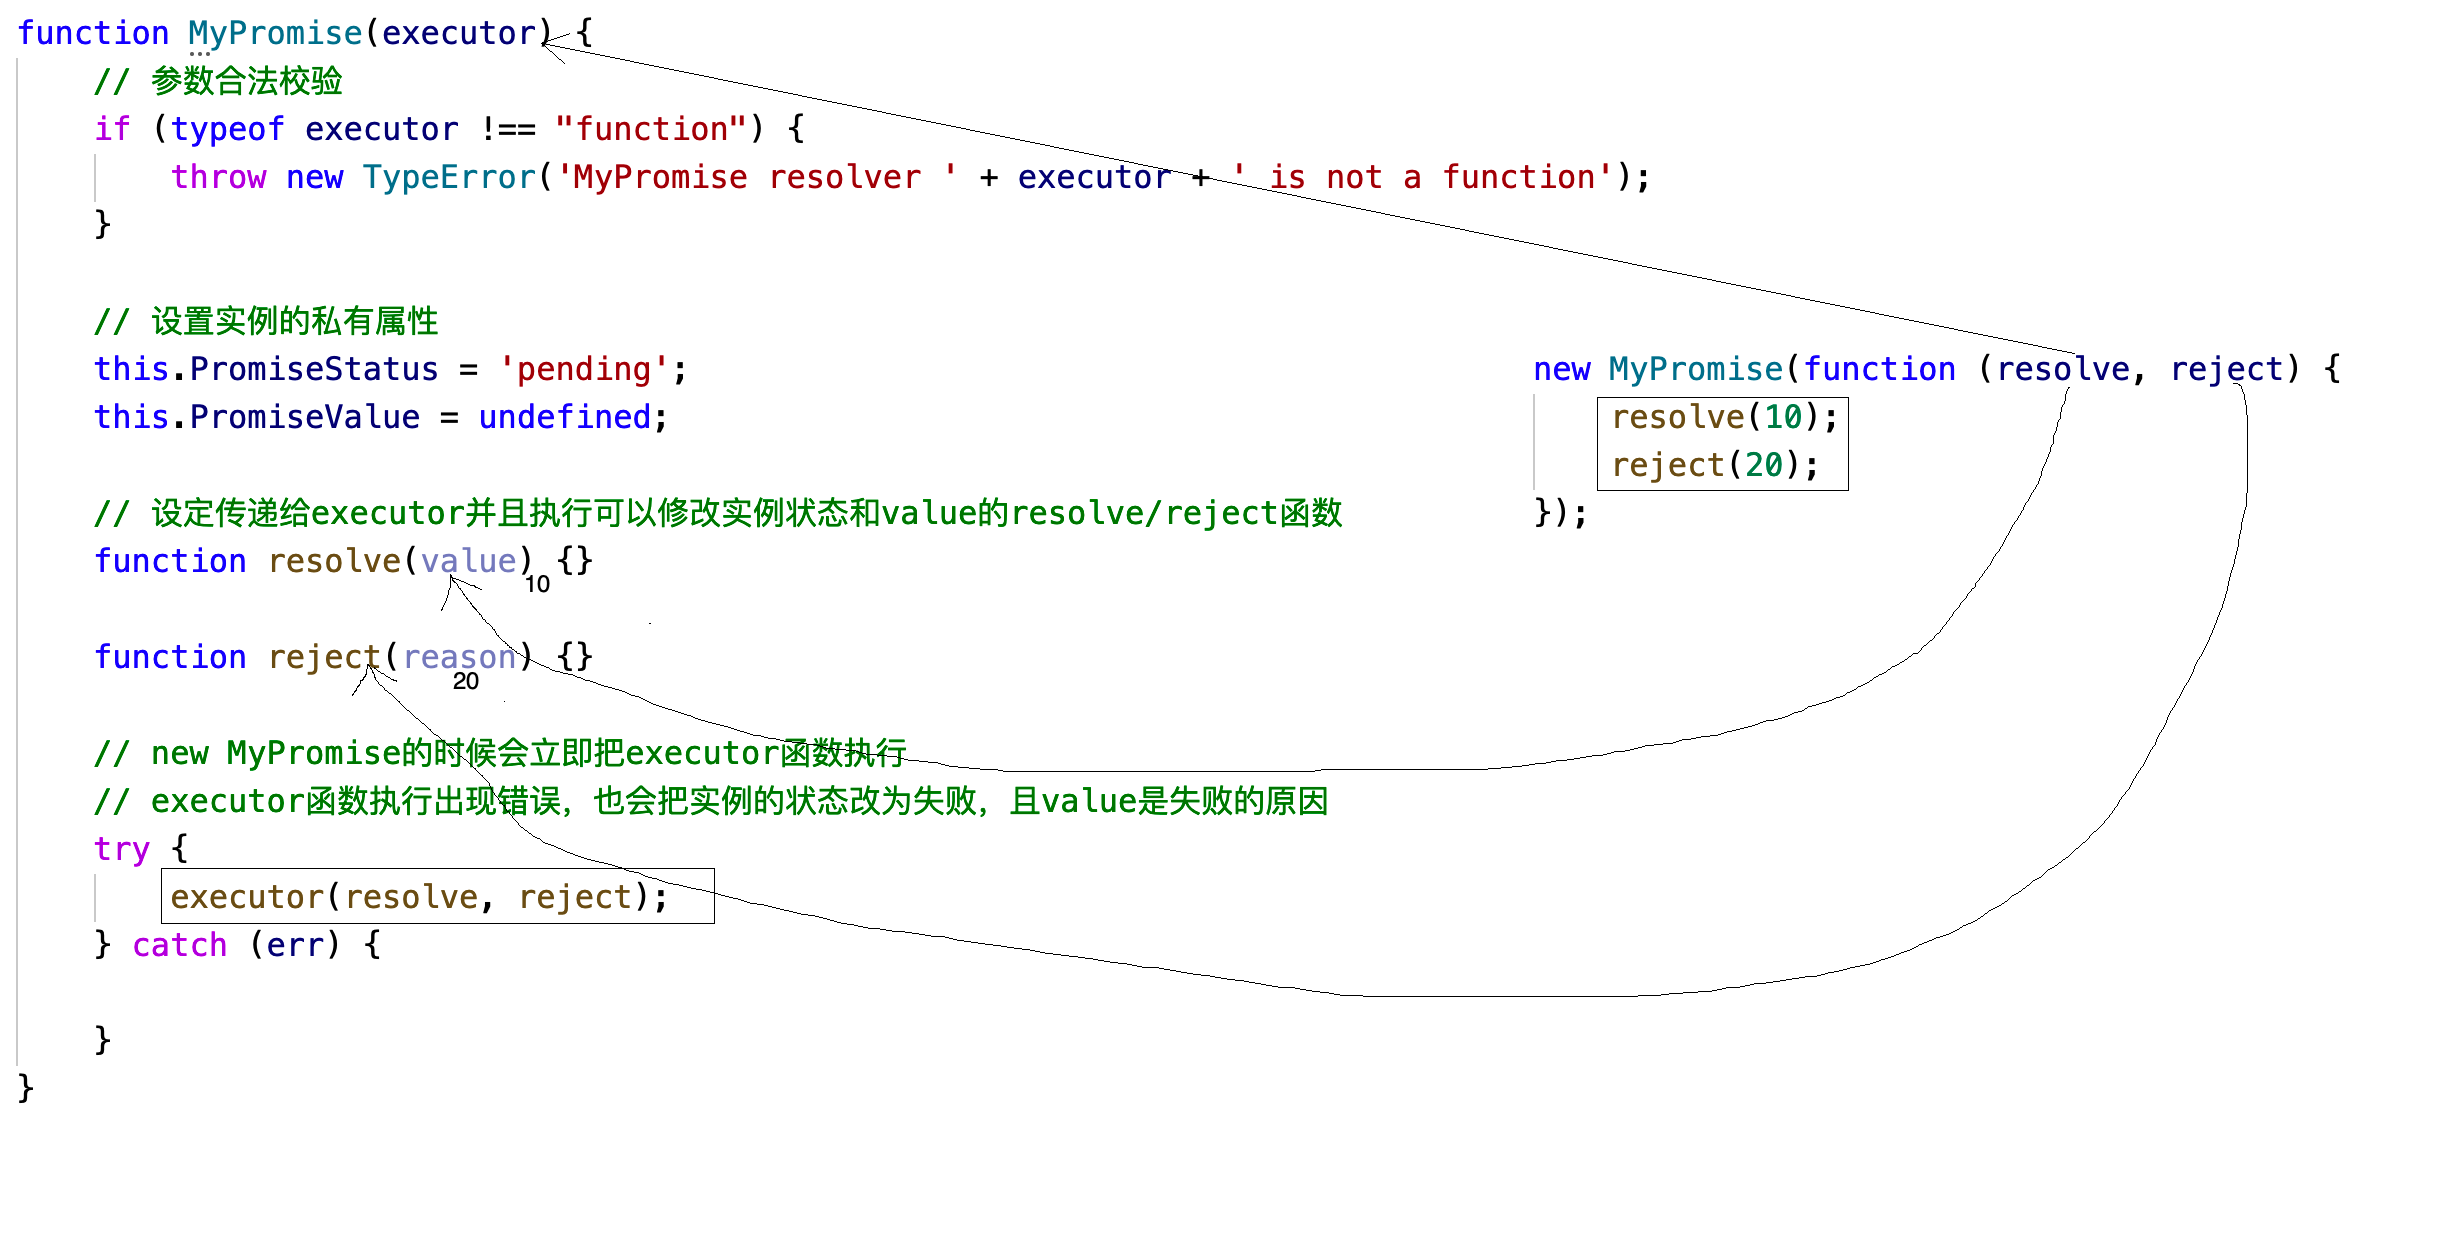 function MyPromise(executor) {
// 参数合法校验
if (typeof executor !== "function") {
throw new TypeError('MyPromise resolver ' + executor + ' is not a function');
}
// 设置实例的私有属性
this.PromiseStatus = 'pending';
this.PromiseValue = undefined;
// 设定传递给executor并且执行可以修改实例状态和value的resolve/reject函数
function resolve(value) {}
10
function reject(reason) {}
20
// new MyPromise的时候会立即把executor函数执行
// executor函数执行出现错误，也会把实例的状态改为失败，且value是失败的原因
try {
executor(resolve, reject);
} catch (err) {
}
}
new MyPromise(function (resolve, reject) {
resolve(10);
reject(20);
});